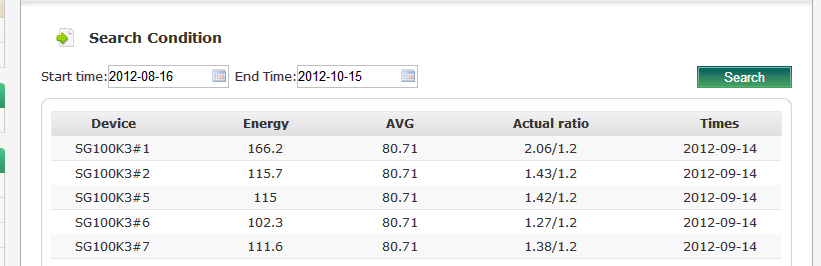 Search Condition
Start time: 2012-08-16 End Time: 2012-10-15 Search
Device Energy AVG Actual ratio Times
SG100K3#1 166.2 80.71 2.06/1.2 2012-09-14
SG100K3#2 115.7 80.71 1.43/1.2 2012-09-14
SG100K3#5 115 80.71 1.42/1.2 2012-09-14
SG100K3#6 102.3 80.71 1.27/1.2 2012-09-14
SG100K3#7 111.6 80.71 1.38/1.2 2012-09-14